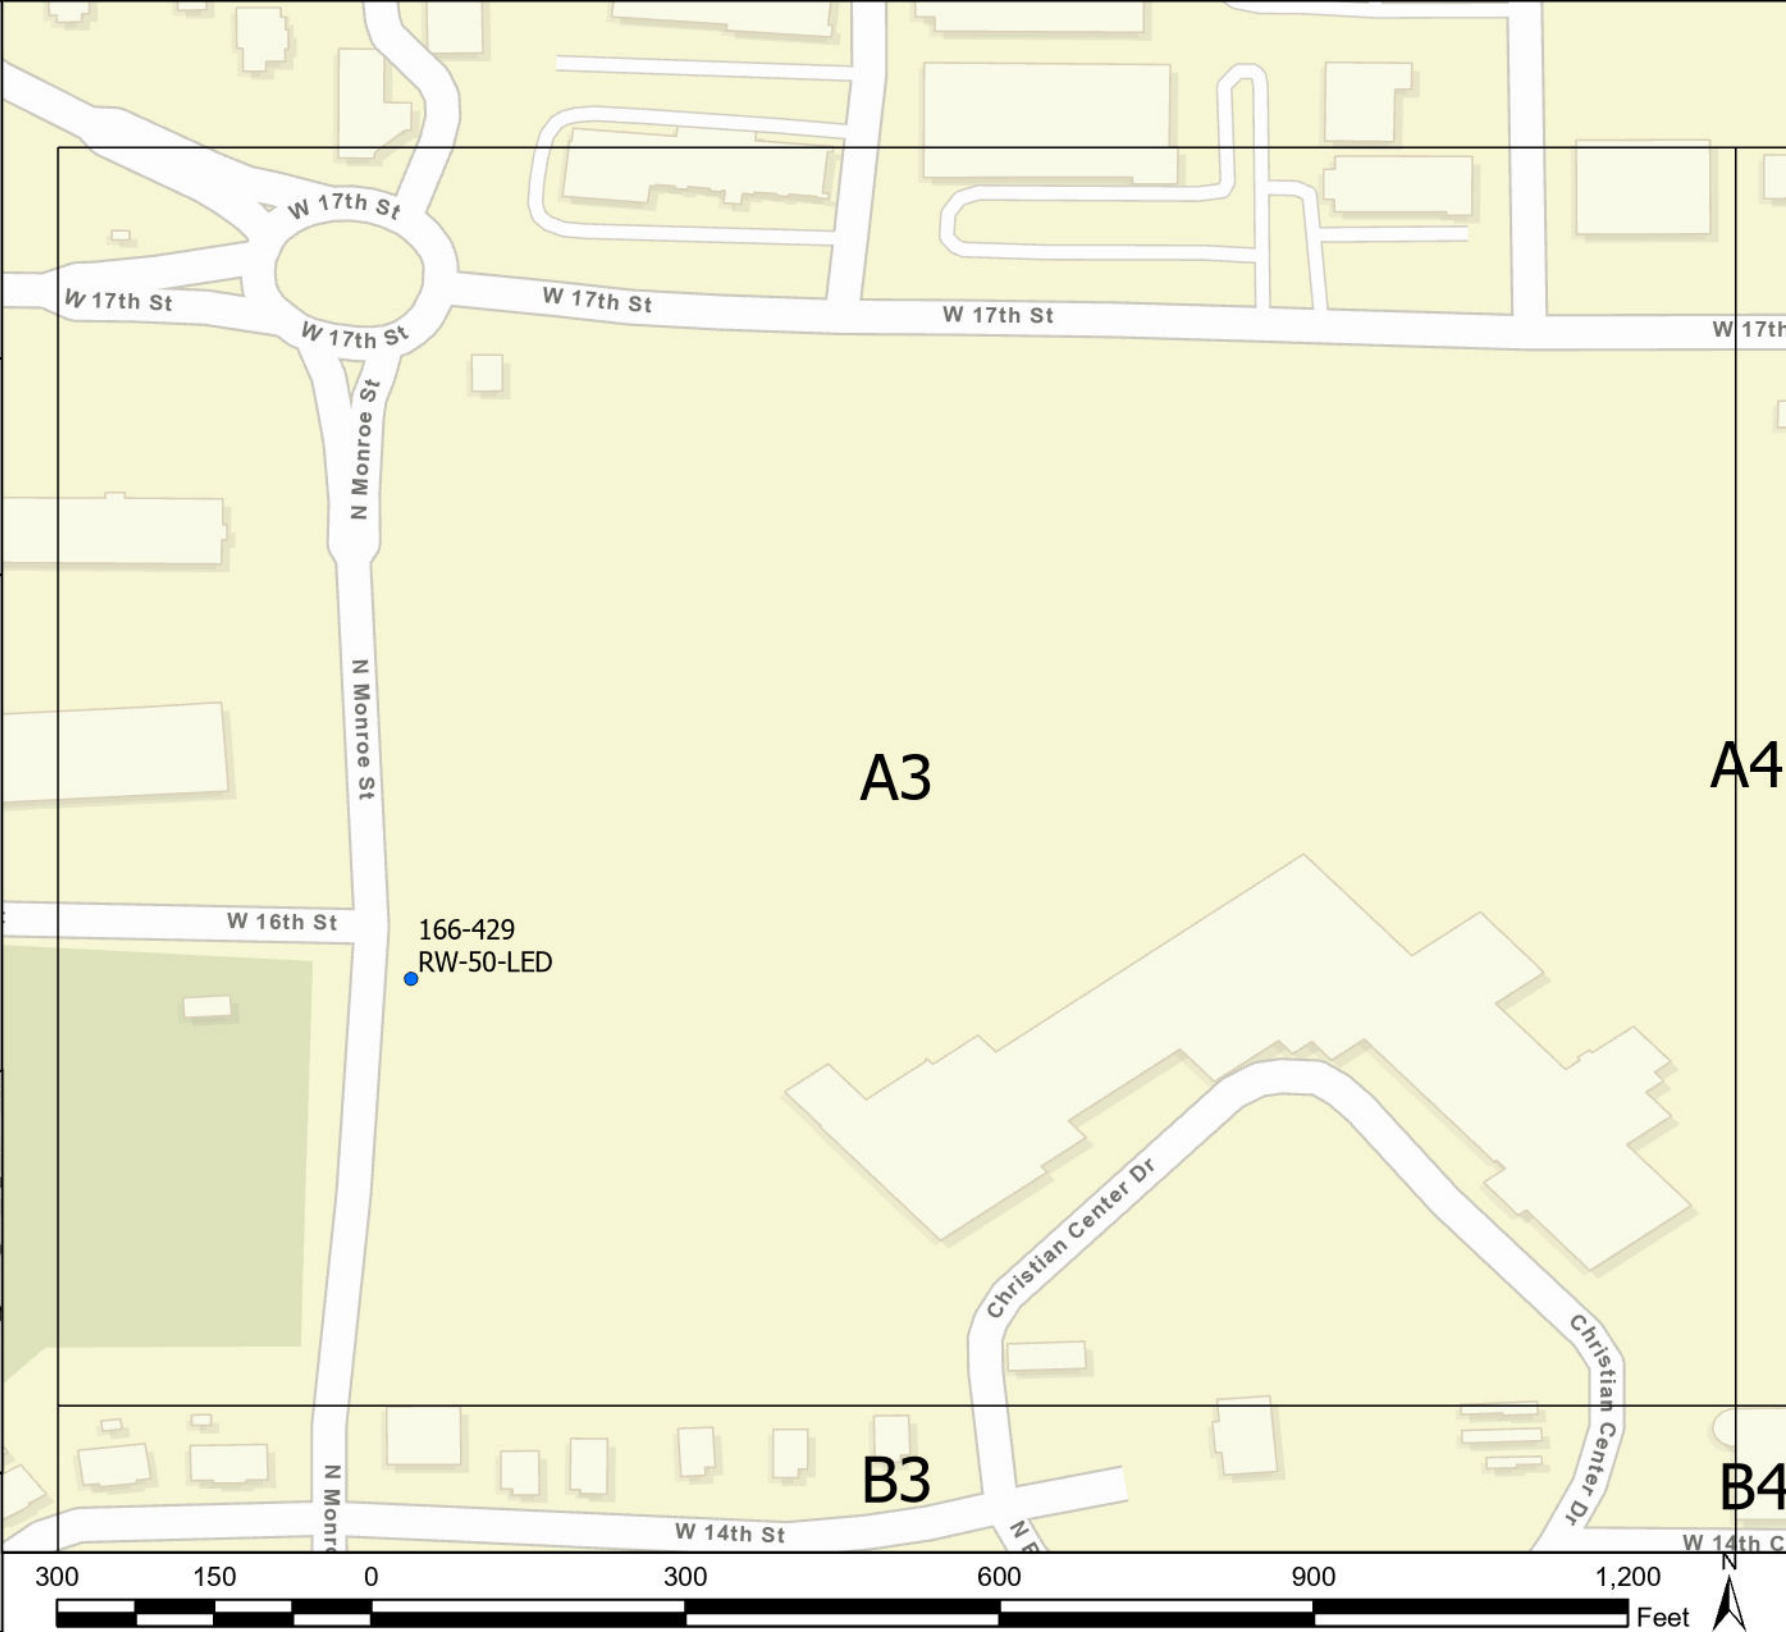 W 17th St
W 17th St
W 17th St
W 17th St
W 17th St
W 17th
N Monroe St
N Monroe St
A3
A4
W 16th St
166-429
RW-50-LED
Christian Center Dr
Christian Center Dr
B3
B4
N Monro
W 14th St
N
W 14th C
N
300 150 0 300 600 900 1,200
Feet